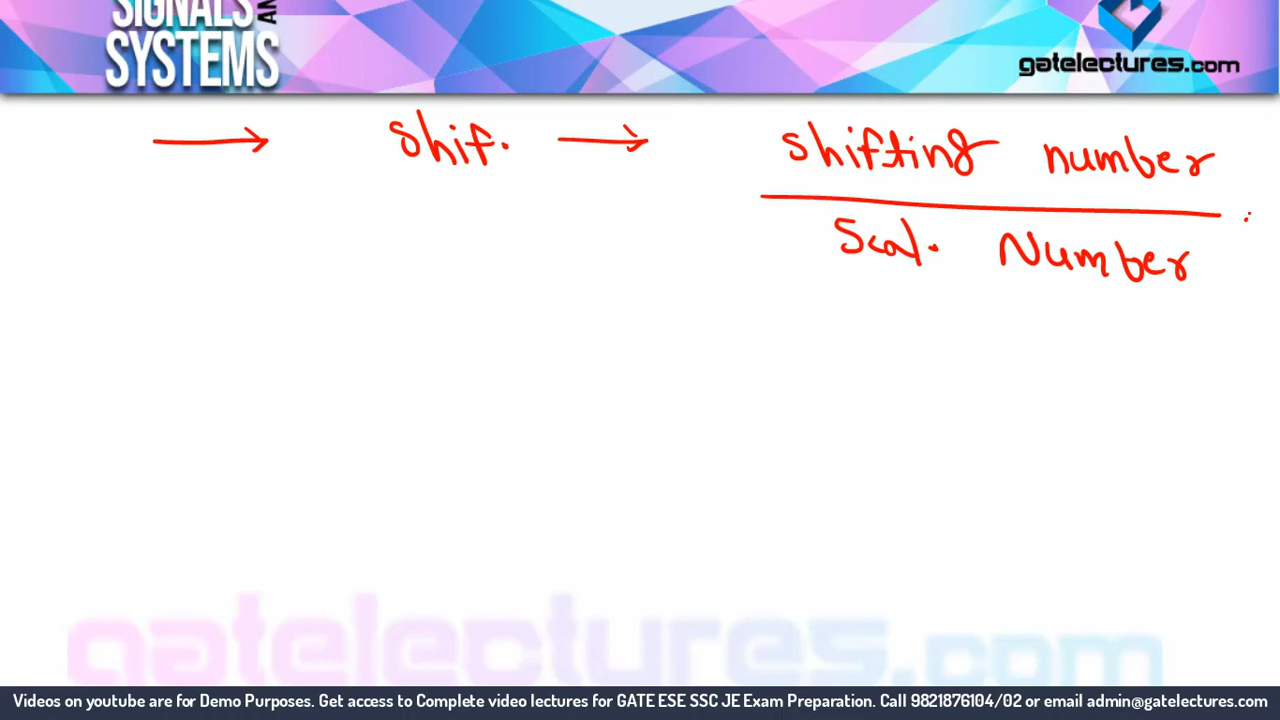 SIGNALS AND
SYSTEMS
gatelectures.com
→ Shif. → Shifting number
Scal. Number
gatelectures.com
Videos on youtube are for Demo Purposes. Get access to Complete video lectures for GATE ESE SSC JE Exam Preparation. Call 9821876104/02 or email admin@gatelectures.com